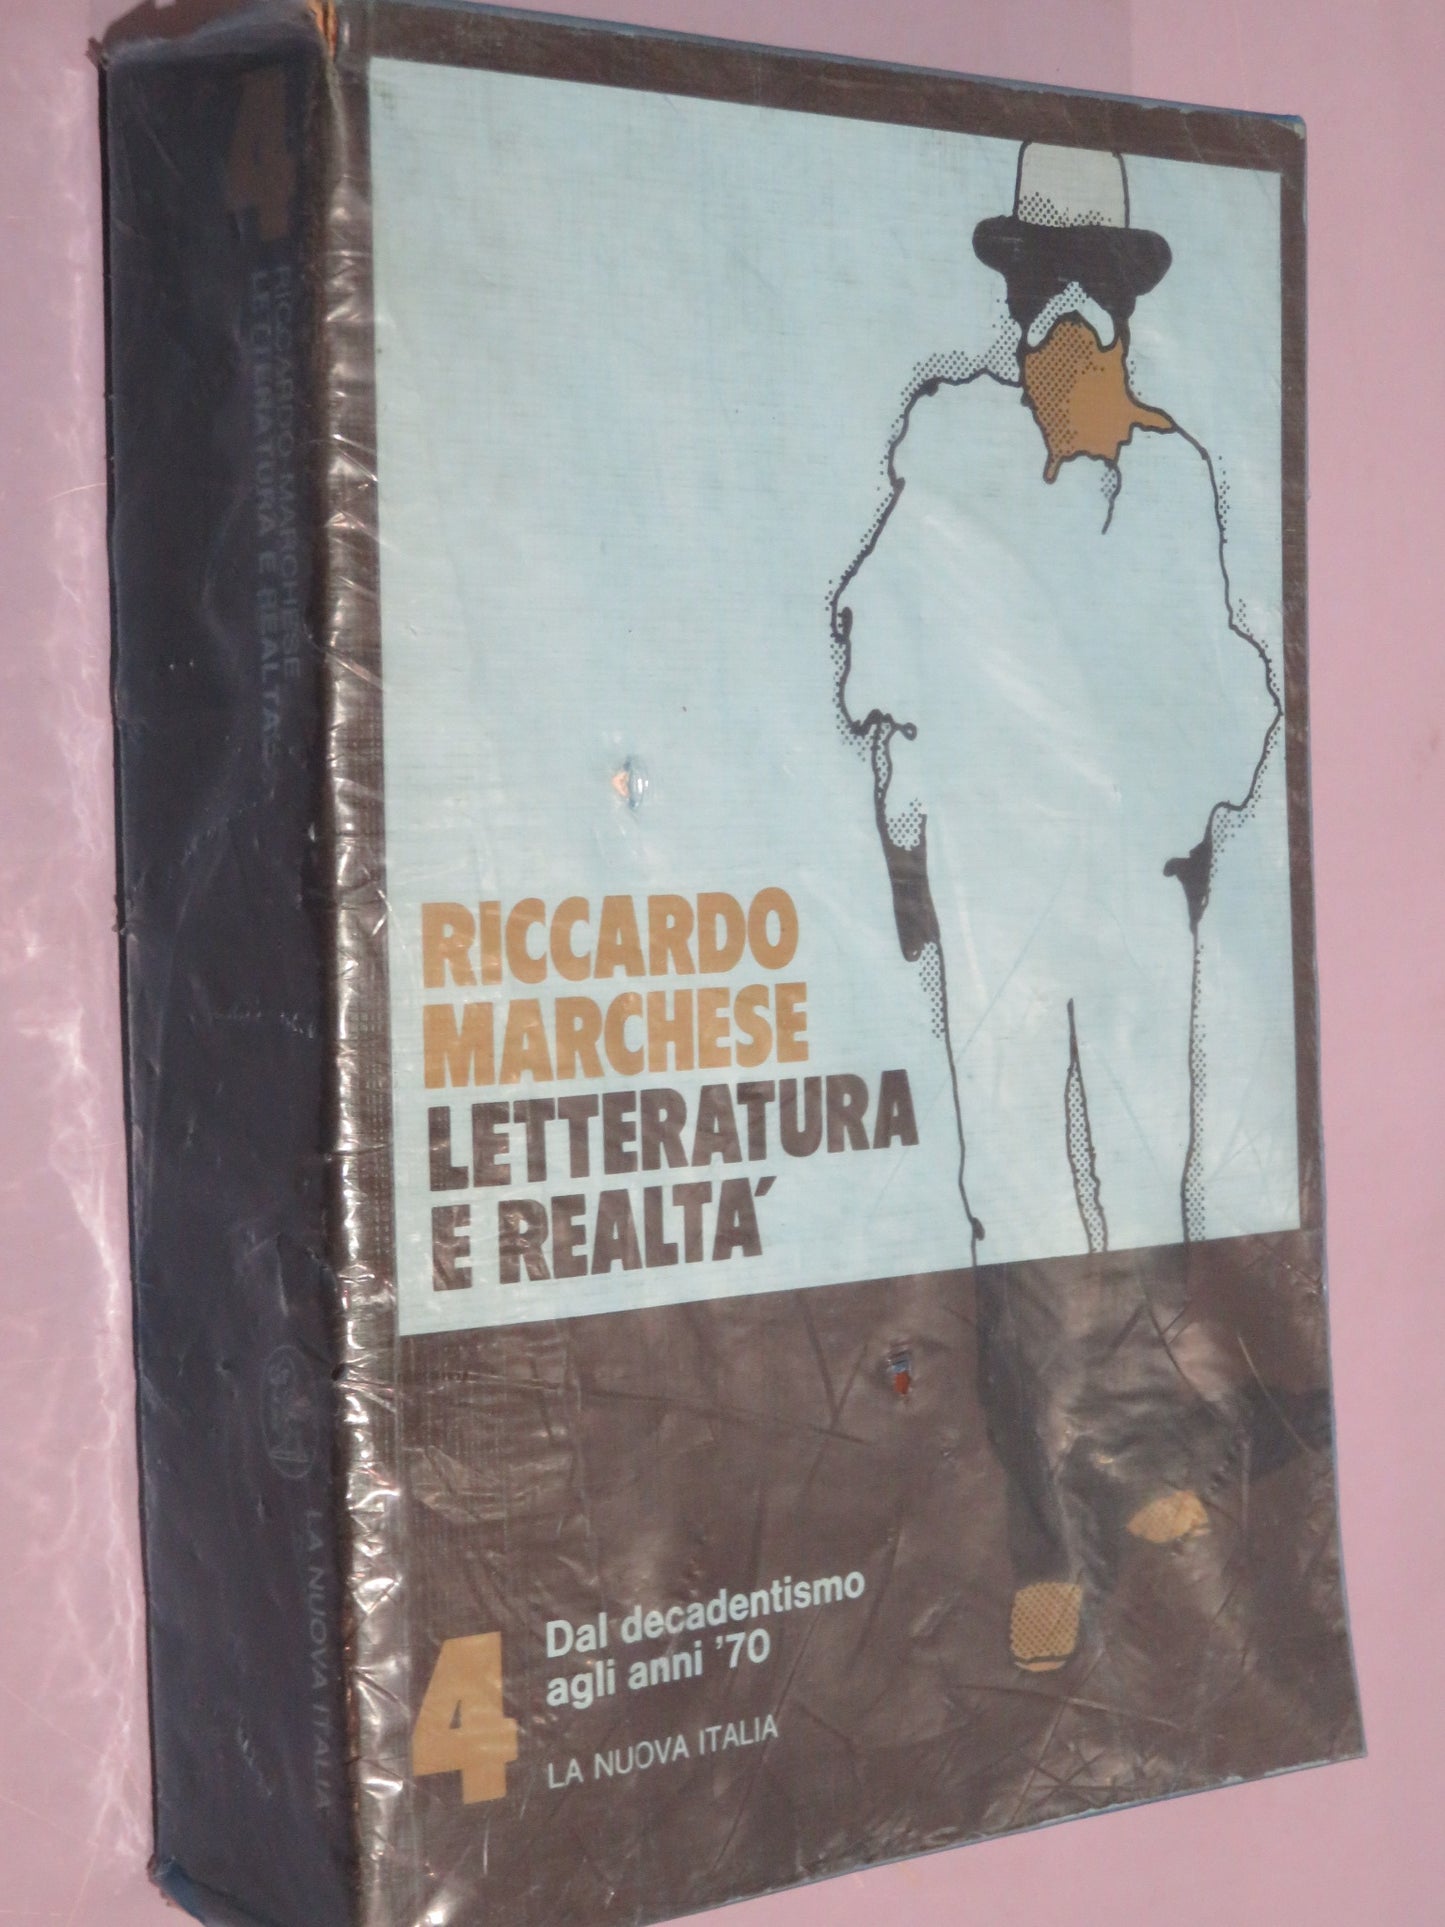 RICCARDO
MARCHESE
LETTERATURA
E REALTA'
4
Dal decadentismo
agli anni '70
LA NUOVA ITALIA
4
RICCARDO MARCHESE
LETTERATURA E REALTA'
LA NUOVA ITALIA